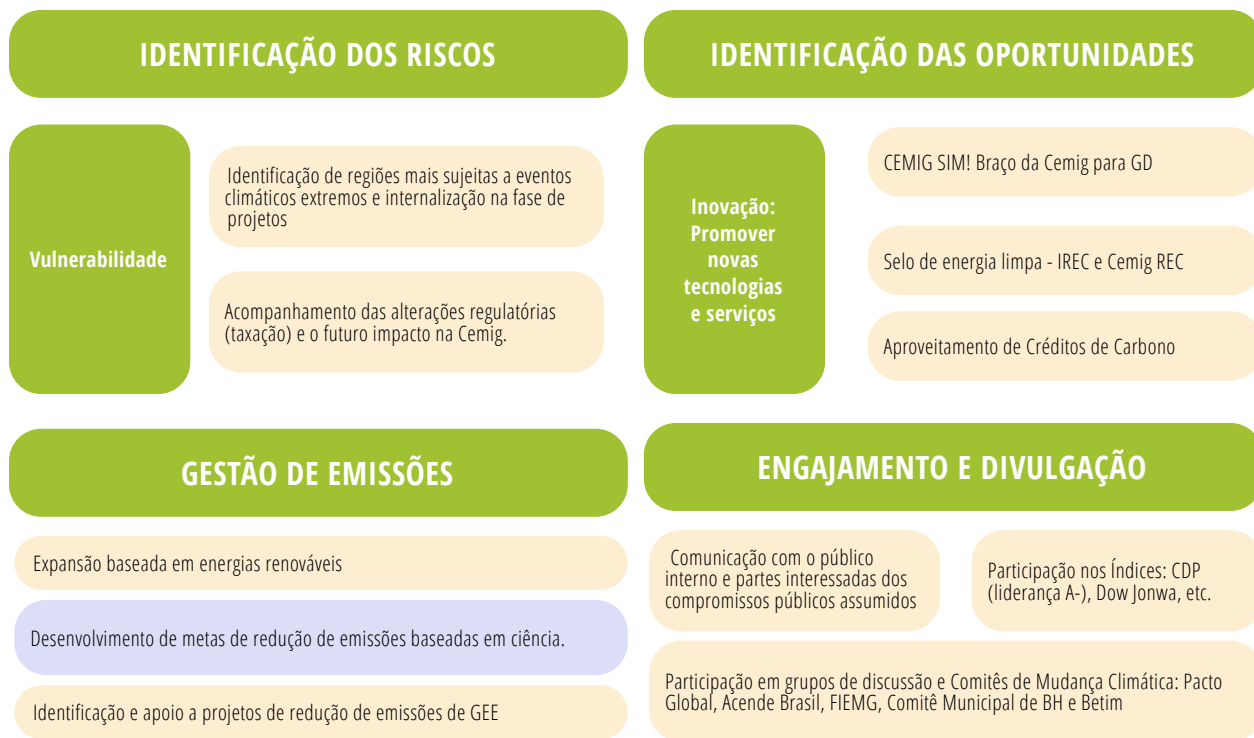 IDENTIFICAÇÃO DOS RISCOS
Vulnerabilidade
Identificação de regiões mais sujeitas a eventos
climáticos extremos e internalização na fase de
projetos
Acompanhamento das alterações regulatórias
(taxação) e o futuro impacto na Cemig.
IDENTIFICAÇÃO DAS OPORTUNIDADES
Inovação:
Promover
novas
tecnologias
e serviços
CEMIG SIM! Braço da Cemig para GD
Selo de energia limpa - IREC e Cemig REC
Aproveitamento de Créditos de Carbono
GESTÃO DE EMISSÕES
Expansão baseada em energias renováveis
Desenvolvimento de metas de redução de emissões baseadas em ciência.
Identificação e apoio a projetos de redução de emissões de GEE
ENGAJAMENTO E DIVULGAÇÃO
Comunicação com o público
interno e partes interessadas dos
compromissos públicos assumidos
Participação nos Índices: CDP
(liderança A-), Dow Jonwa, etc.
Participação em grupos de discussão e Comitês de Mudança Climática: Pacto
Global, Acende Brasil, FIEMG, Comitê Municipal de BH e Betim